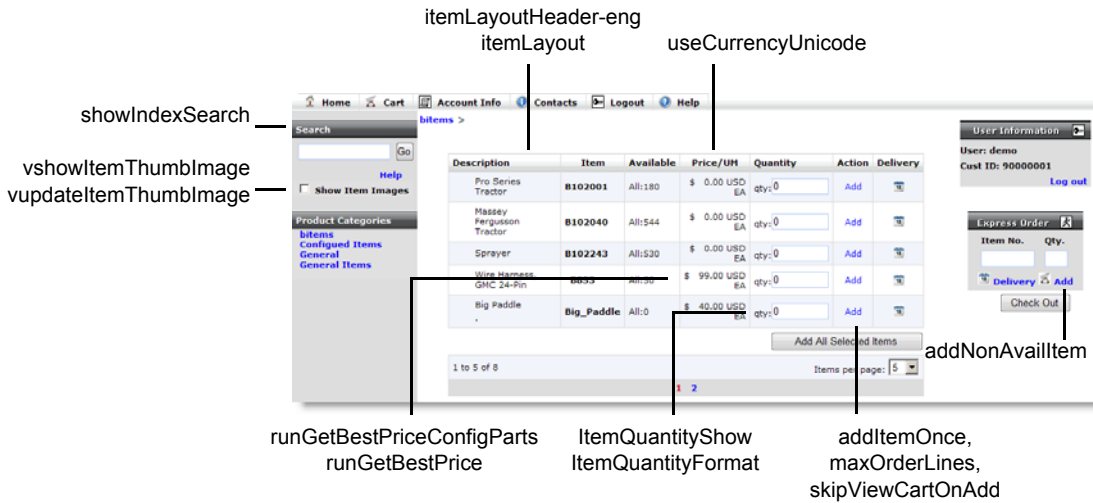 itemLayoutHeader-eng
itemLayout
useCurrencyUnicode
showIndexSearch
vshowItemThumbImage
vupdateItemThumbImage
Home Cart Account Info Contacts Logout Help
Search
Go
Help
Show Item Images
Product Categories
bitems
Configued Items
General
General Items
bitems >
Description Item Available Price/UM Quantity Action Delivery
Pro Series Tractor B102001 All:180 $ 0.00 USD EA qty: 0 Add
Massey Fergusson Tractor B102040 All:544 $ 0.00 USD EA qty: 0 Add
Sprayer B102243 All:530 $ 0.00 USD EA qty: 0 Add
Wire Harness, GMC 24-Pin $ 99.00 USD EA qty: 0 Add
Big Paddle . Big_Paddle All:0 $ 40.00 USD EA qty: 0 Add
Add All Selected Items
1 to 5 of 8
Items per page: 5
1 2
User Information
User: demo
Cust ID: 90000001
Log out
Express Order
Item No. Qty.
Delivery Add
Check Out
addNonAvailItem
runGetBestPriceConfigParts
runGetBestPrice
ItemQuantityShow
ItemQuantityFormat
addItemOnce,
maxOrderLines,
skipViewCartOnAdd